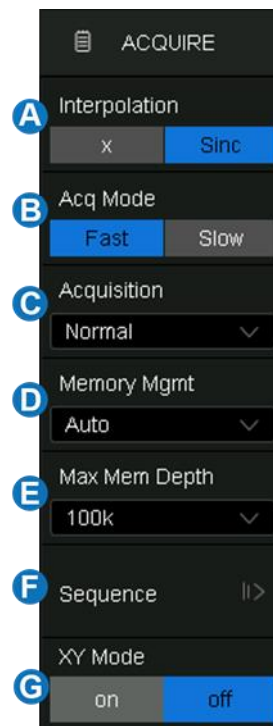 ACQUIRE
A
Interpolation
x Sinc
B
Acq Mode
Fast Slow
C
Acquisition
Normal
D
Memory Mgmt
Auto
E
Max Mem Depth
100k
F
Sequence
XY Mode
G
on off